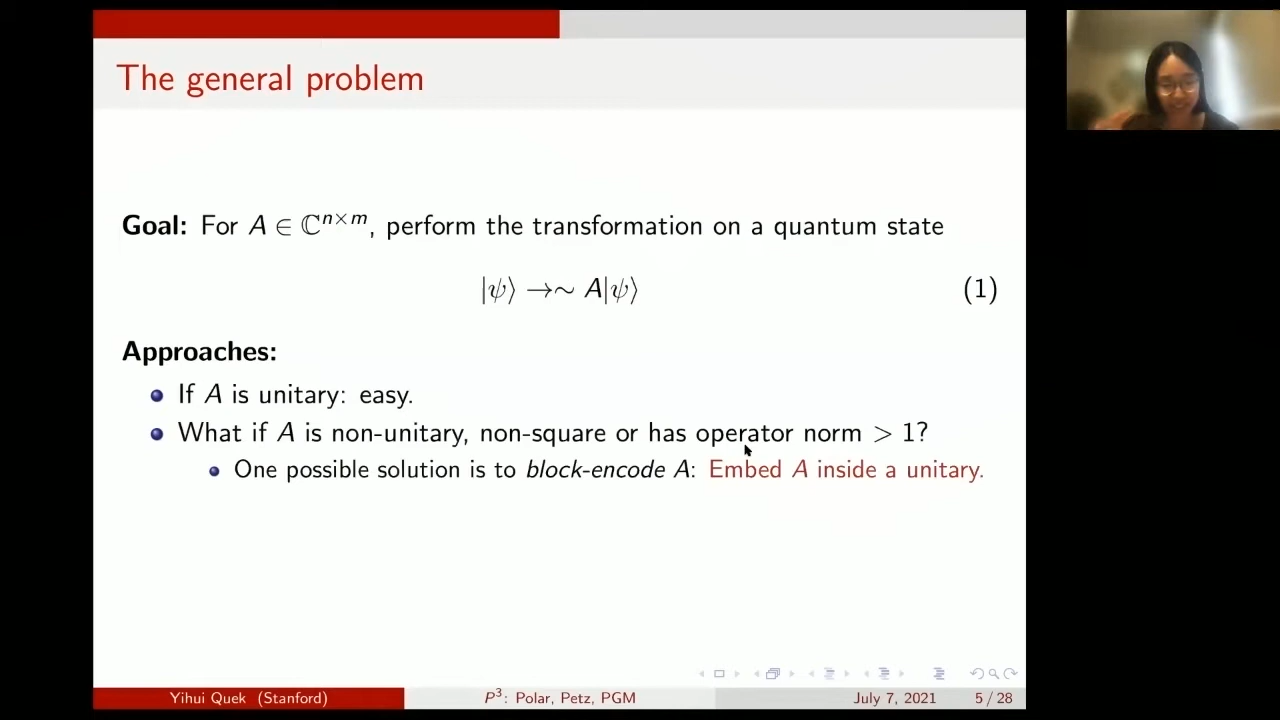 The general problem
Goal: For A ∈ ℂⁿˣᵐ, perform the transformation on a quantum state
|ψ⟩ →∼ A|ψ⟩ (1)
Approaches:
If A is unitary: easy.
What if A is non-unitary, non-square or has operator norm > 1?
One possible solution is to block-encode A: Embed A inside a unitary.
Yihui Quek (Stanford) P³: Polar, Petz, PGM July 7, 2021 5 / 28